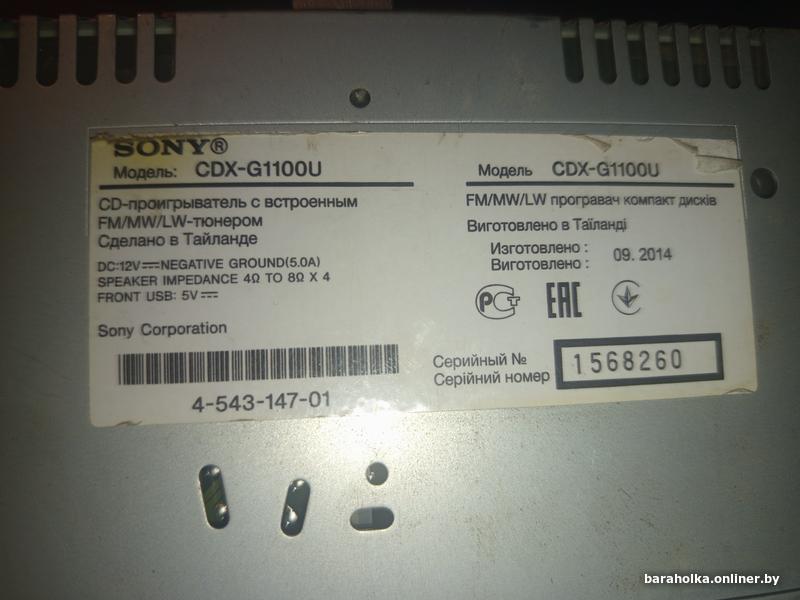 SONY®
Модель: CDX-G1100U
CD-проигрыватель с встроенным
FM/MW/LW-тюнером
Сделано в Тайланде
DC:12V⎓NEGATIVE GROUND(5.0A)
SPEAKER IMPEDANCE 4Ω TO 8Ω X 4
FRONT USB: 5V⎓
Sony Corporation
4-543-147-01
Модель CDX-G1100U
FM/MW/LW програвач компакт дисків
Виготовлено в Таїланді
Изготовлено :
Виготовлено :
09. 2014
РСТ EAC
Серийный №
Серійний номер
1568260
baraholka.onliner.by